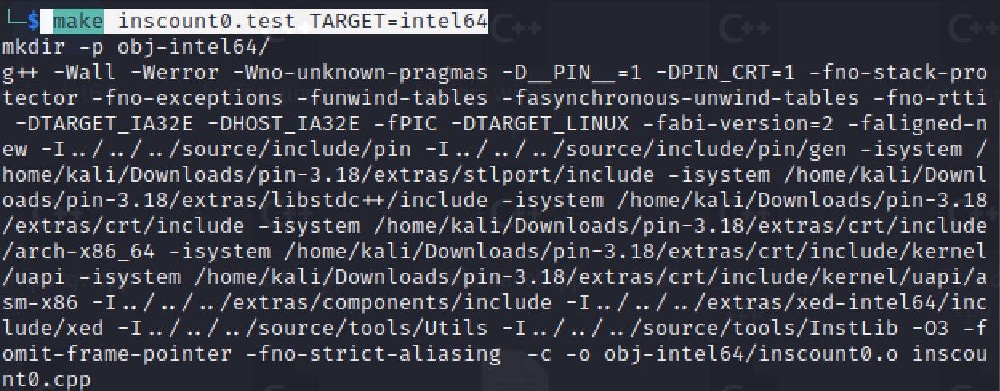 └─$ make inscount0.test TARGET=intel64
mkdir -p obj-intel64/
g++ -Wall -Werror -Wno-unknown-pragmas -D__PIN__=1 -DPIN_CRT=1 -fno-stack-pro
tector -fno-exceptions -funwind-tables -fasynchronous-unwind-tables -fno-rtti
 -DTARGET_IA32E -DHOST_IA32E -fPIC -DTARGET_LINUX -fabi-version=2 -faligned-n
ew -I../../../source/include/pin -I../../../source/include/pin/gen -isystem /
home/kali/Downloads/pin-3.18/extras/stlport/include -isystem /home/kali/Downl
oads/pin-3.18/extras/libstdc++/include -isystem /home/kali/Downloads/pin-3.18
/extras/crt/include -isystem /home/kali/Downloads/pin-3.18/extras/crt/include
/arch-x86_64 -isystem /home/kali/Downloads/pin-3.18/extras/crt/include/kernel
/uapi -isystem /home/kali/Downloads/pin-3.18/extras/crt/include/kernel/uapi/a
sm-x86 -I../../../extras/components/include -I../../../extras/xed-intel64/inc
lude/xed -I../../../source/tools/Utils -I../../../source/tools/InstLib -O3 -f
omit-frame-pointer -fno-strict-aliasing  -c -o obj-intel64/inscount0.o inscou
nt0.cpp